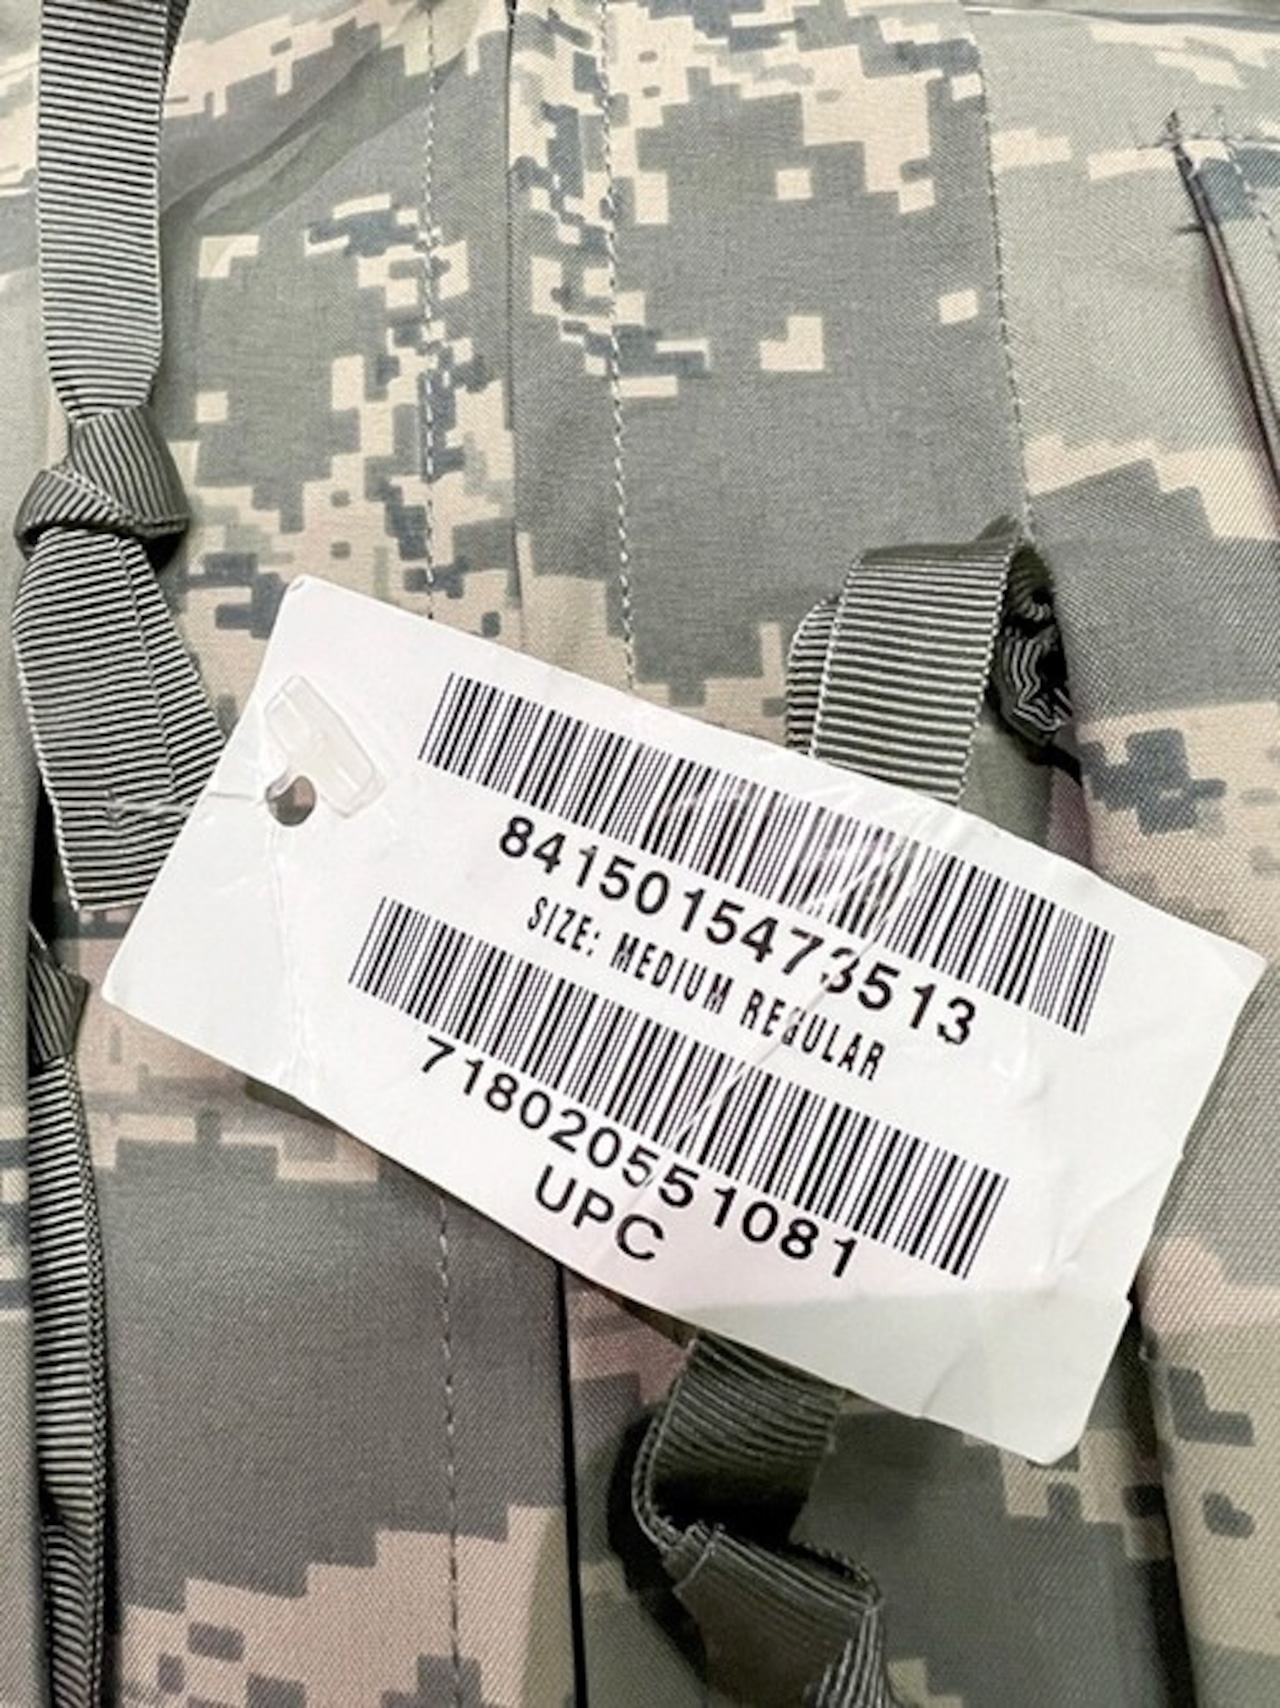 8415015473513
SIZE: MEDIUM REGULAR
718020551081
UPC